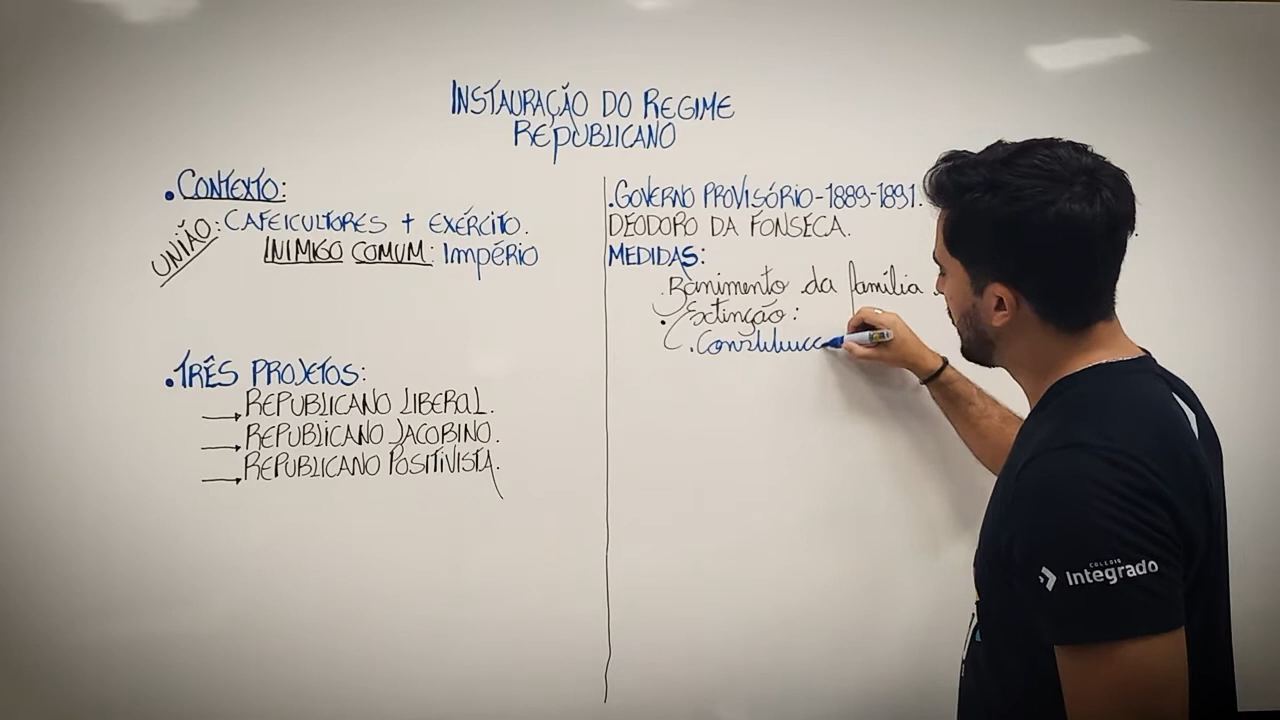 INSTAURAÇÃO DO REGIME
REPUBLICANO
.CONTEXTO:
UNIÃO: CAFEICULTORES + EXÉRCITO.
INIMIGO COMUM: Império
.TRÊS PROJETOS:
→REPUBLICANO LIBERAL.
→REPUBLICANO JACOBINO.
→REPUBLICANO POSITIVISTA.
.GOVERNO PROVISÓRIO-1889-1891.
DEODORO DA FONSECA.
MEDIDAS:
.Banimento da família
.Extinção:
COLÉGIO
Integrado